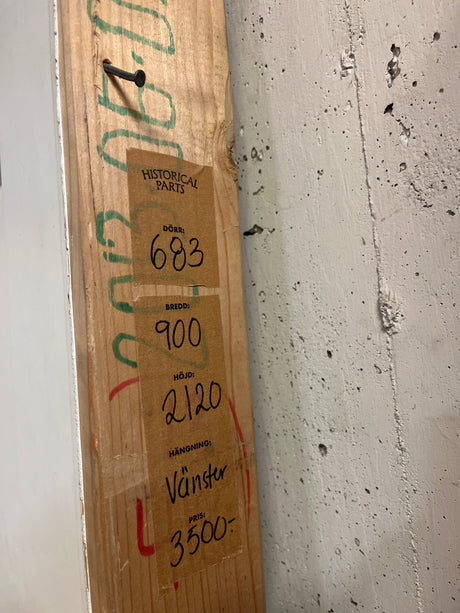 HISTORICAL
PARTS
DÖRR:
683
BREDD:
900
HÖJD:
2120
HÄNGNING:
Vänster
PRIS:
3500:-